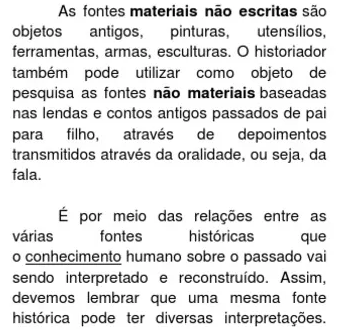 As fontes materiais não escritas são
objetos antigos, pinturas, utensílios,
ferramentas, armas, esculturas. O historiador
também pode utilizar como objeto de
pesquisa as fontes não materiais baseadas
nas lendas e contos antigos passados de pai
para filho, através de depoimentos
transmitidos através da oralidade, ou seja, da
fala.
É por meio das relações entre as
várias fontes históricas que
o conhecimento humano sobre o passado vai
sendo interpretado e reconstruído. Assim,
devemos lembrar que uma mesma fonte
histórica pode ter diversas interpretações.